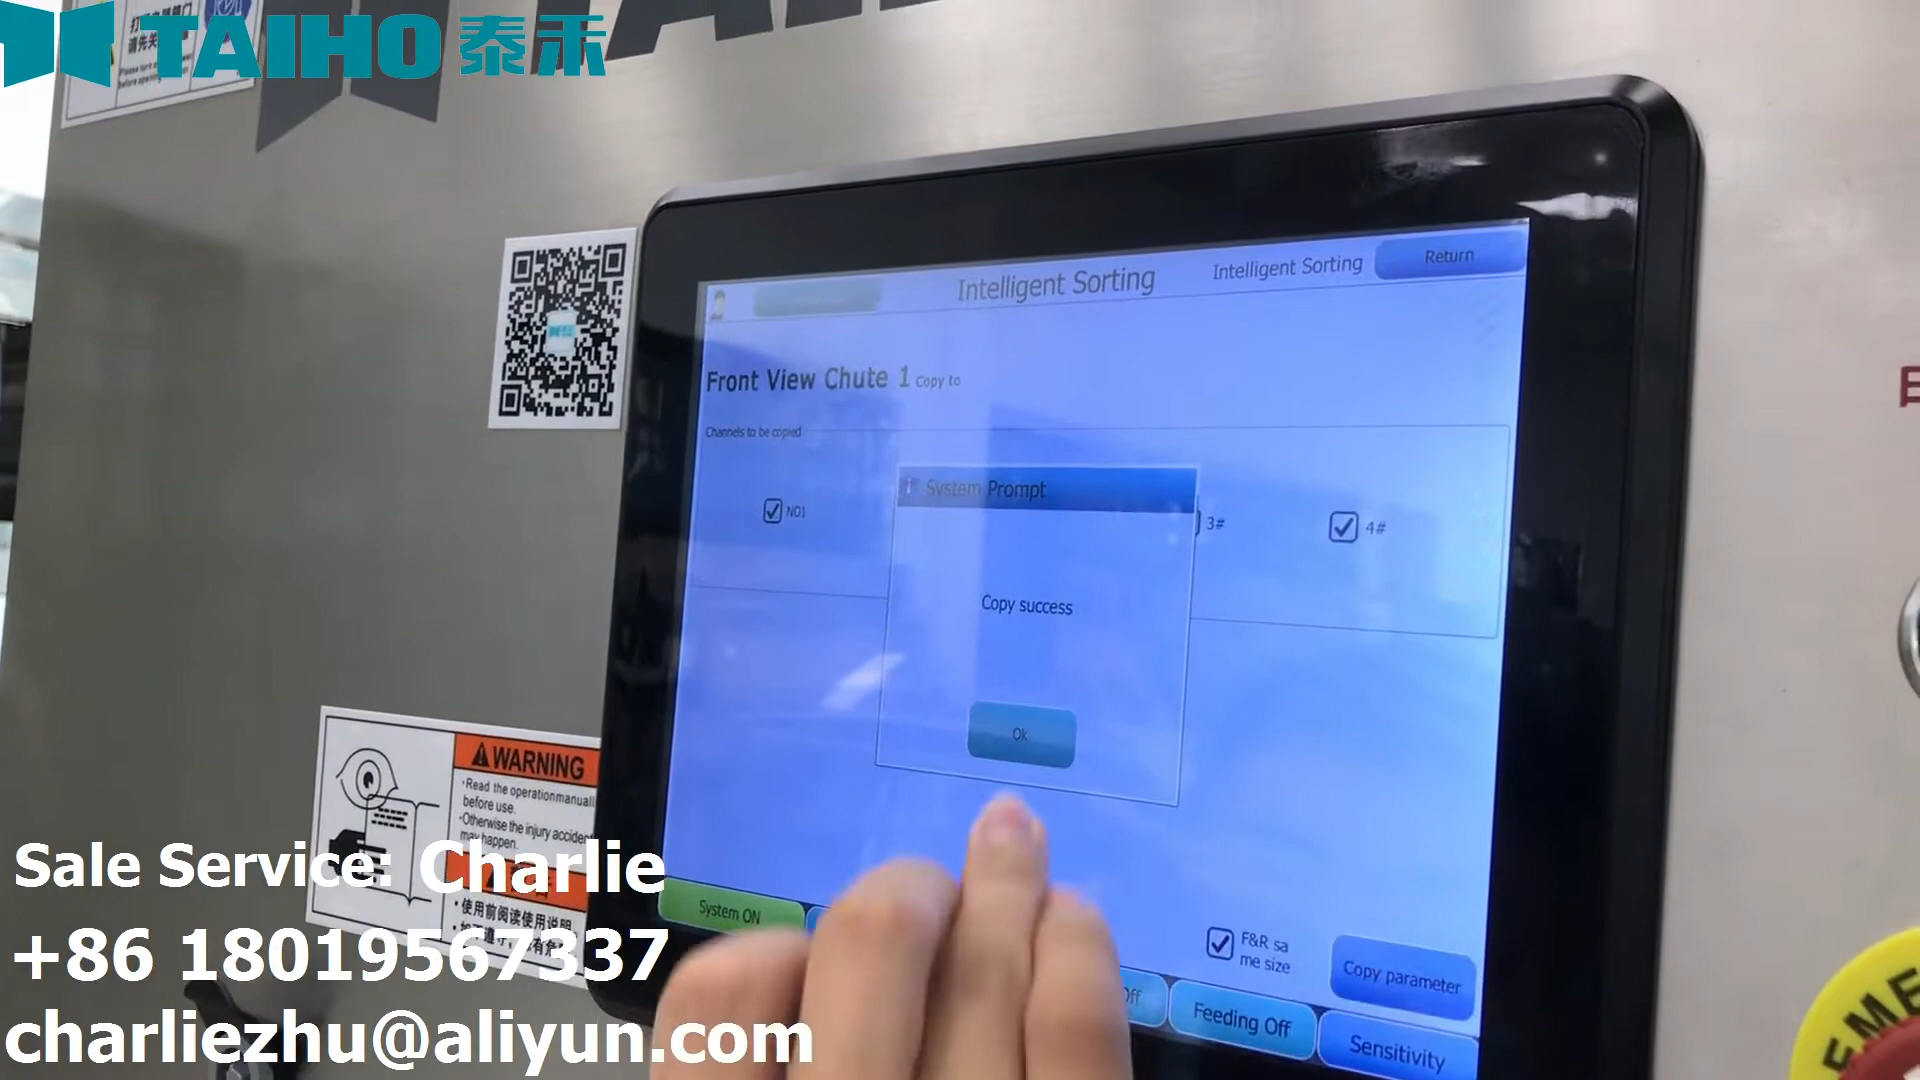 TAIHO 泰禾
Intelligent Sorting
Intelligent Sorting
Return
Front View Chute 1 Copy to
Channels to be copied
System Prompt
NO1
3#
4#
Copy success
Ok
WARNING
·Read the operationmanual
before use.
·Otherwise the injury accident
may happen.
·使用前阅读使用说明
Sale Service: Charlie
+86 18019567337
charliezhu@aliyun.com
System ON
F&R sa
me size
Copy parameter
Off
Feeding Off
Sensitivity
EME